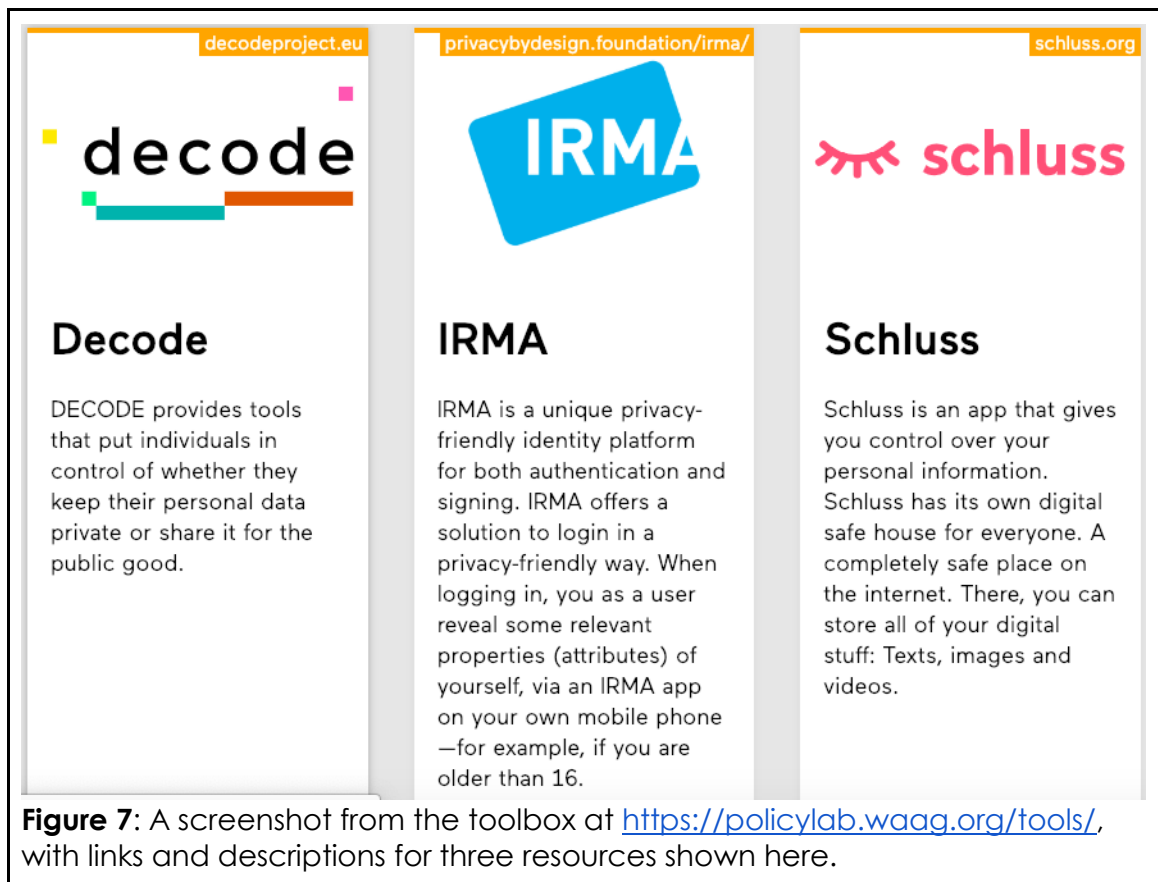 decodeproject.eu
decode
Decode
DECODE provides tools
that put individuals in
control of whether they
keep their personal data
private or share it for the
public good.
privacybydesign.foundation/irma/
IRMA
IRMA
IRMA is a unique privacy-
friendly identity platform
for both authentication and
signing. IRMA offers a
solution to login in a
privacy-friendly way. When
logging in, you as a user
reveal some relevant
properties (attributes) of
yourself, via an IRMA app
on your own mobile phone
—for example, if you are
older than 16.
schluss.org
schluss
Schluss
Schluss is an app that gives
you control over your
personal information.
Schluss has its own digital
safe house for everyone. A
completely safe place on
the internet. There, you can
store all of your digital
stuff: Texts, images and
videos.
Figure 7: A screenshot from the toolbox at https://policylab.waag.org/tools/,
with links and descriptions for three resources shown here.